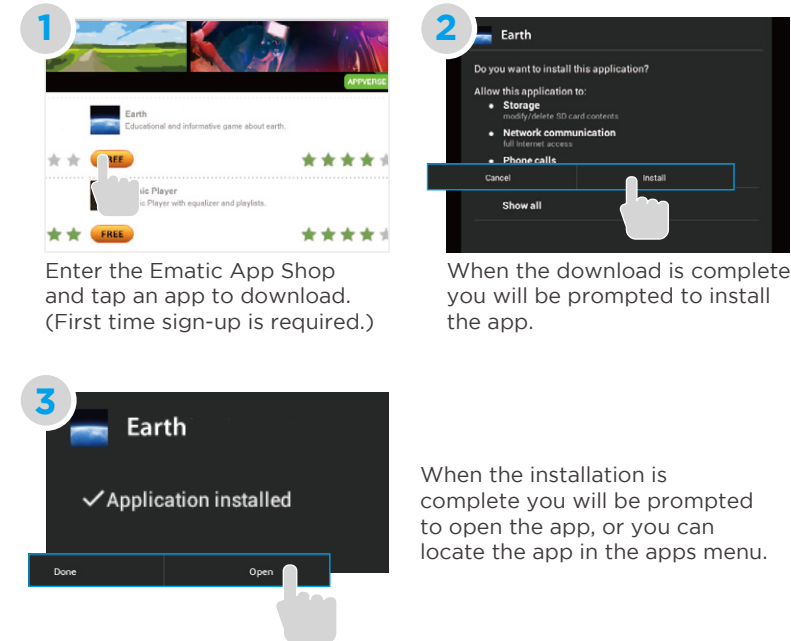 1
APPVERSE
Earth
Educational and informative game about earth.
FREE
Player
Player with equalizer and playlists.
FREE
Enter the Ematic App Shop
and tap an app to download.
(First time sign-up is required.)
2
Earth
Do you want to install this application?
Allow this application to:
• Storage
modify/delete SD card contents
• Network communication
full Internet access
• Phone calls
Cancel Install
Show all
When the download is complete
you will be prompted to install
the app.
3
Earth
✓Application installed
Done Open
When the installation is
complete you will be prompted
to open the app, or you can
locate the app in the apps menu.